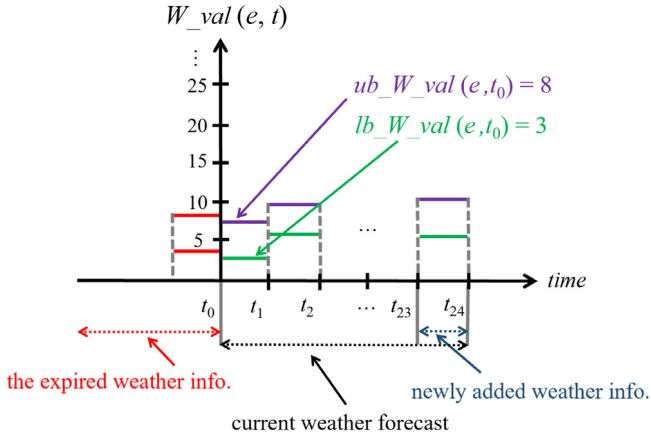 W_val (e, t)
⋮
25
ub_W_val (e ,t₀) = 8
20
lb_W_val (e,t₀) = 3
15
10
...
5
time
t₀ t₁ t₂ ... t₂₃ t₂₄
the expired weather info.
newly added weather info.
current weather forecast